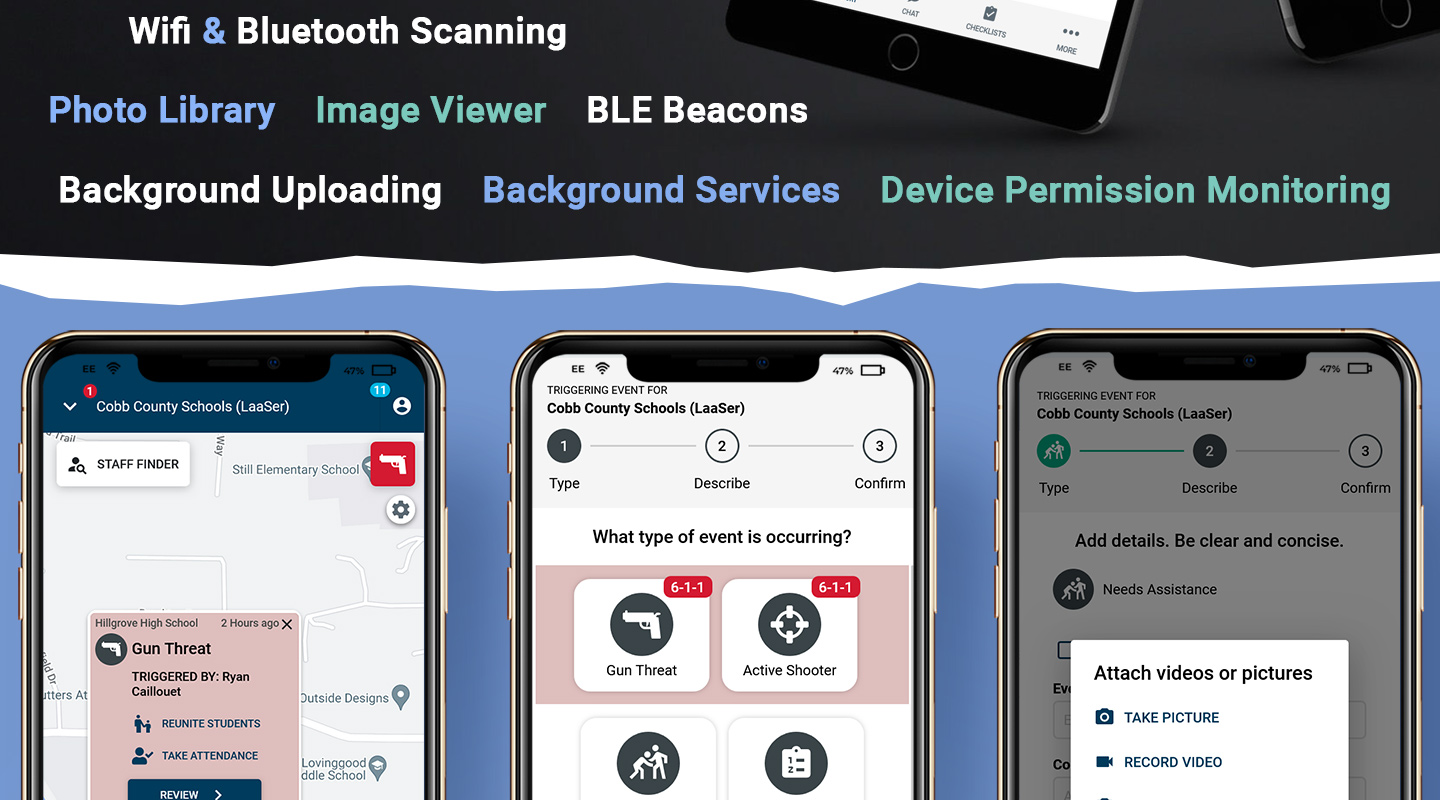 Wifi & Bluetooth Scanning
CHAT
CHECKLISTS
MORE
Photo Library Image Viewer BLE Beacons
Background Uploading Background Services Device Permission Monitoring
EE 47%
1
11
Cobb County Schools (LaaSer)
Trail
Way
STAFF FINDER
Still Elementary School
Hillgrove High School 2 Hours ago
Gun Threat
TRIGGERED BY: Ryan
Caillouet
REUNITE STUDENTS
TAKE ATTENDANCE
REVIEW
Outside Designs
Lovinggood
EE 47%
TRIGGERING EVENT FOR
Cobb County Schools (LaaSer)
1 2 3
Type Describe Confirm
What type of event is occurring?
6-1-1 6-1-1
Gun Threat Active Shooter
EE 47%
TRIGGERING EVENT FOR
Cobb County Schools (LaaSer)
2 3
Type Describe Confirm
Add details. Be clear and concise.
Needs Assistance
Attach videos or pictures
TAKE PICTURE
RECORD VIDEO